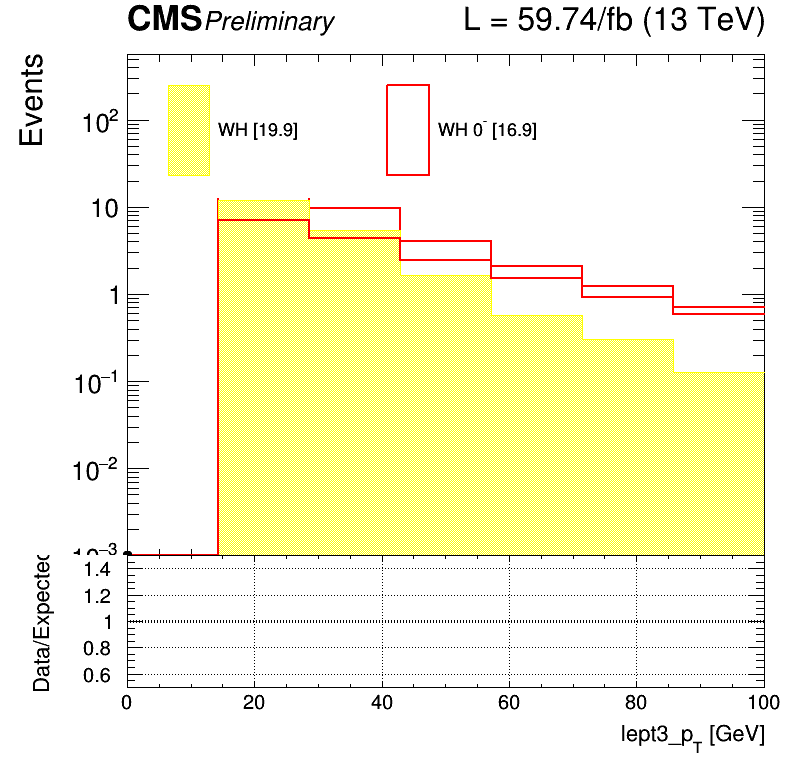 CMS Preliminary L = 59.74/fb (13 TeV)
Events
10²
10
1
10⁻¹
10⁻²
WH [19.9]
WH 0⁻ [16.9]
Data/Expected
1.4
1.2
1
0.8
0.6
0 20 40 60 80 100
lept3_p_T [GeV]